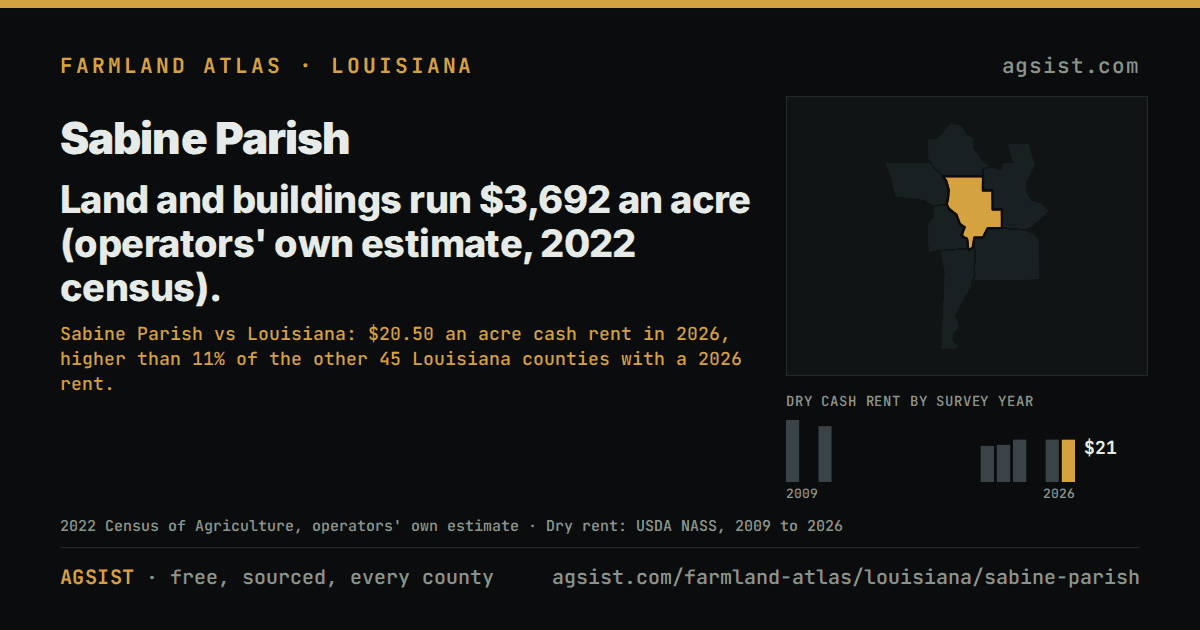 FARMLAND ATLAS · LOUISIANA
agsist.com
Sabine Parish
Land and buildings run $3,692 an acre
(operators' own estimate, 2022
census).
Sabine Parish vs Louisiana: $20.50 an acre cash rent in 2026,
higher than 11% of the other 45 Louisiana counties with a 2026
rent.
DRY CASH RENT BY SURVEY YEAR
$21
2009
2026
2022 Census of Agriculture, operators' own estimate · Dry rent: USDA NASS, 2009 to 2026
AGSIST · free, sourced, every county
agsist.com/farmland-atlas/louisiana/sabine-parish